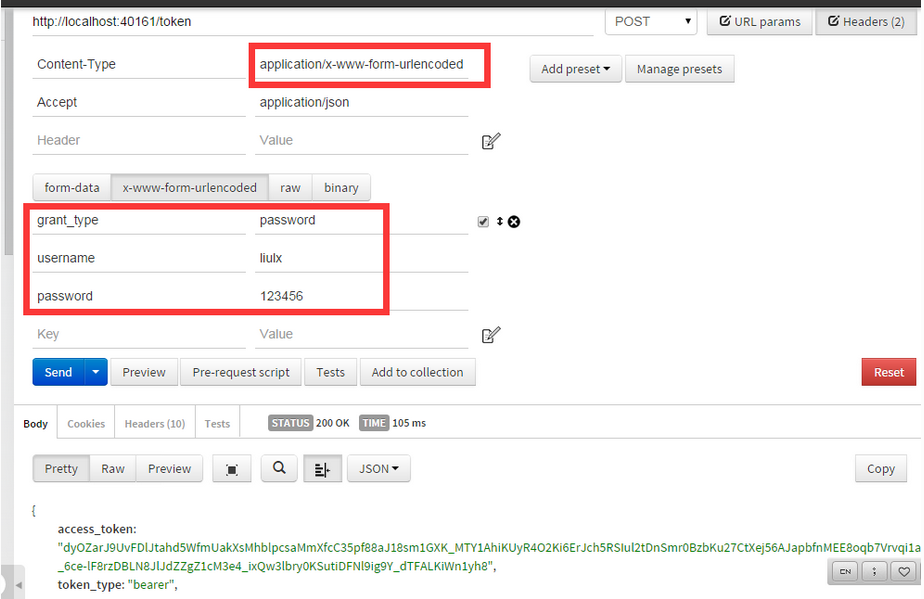 http://localhost:40161/token POST URL params Headers (2)
Content-Type application/x-www-form-urlencoded Add preset Manage presets
Accept application/json
Header Value
form-data x-www-form-urlencoded raw binary
grant_type password
username liulx
password 123456
Key Value
Send Preview Pre-request script Tests Add to collection Reset
Body Cookies Headers (10) Tests STATUS 200 OK TIME 105 ms
Pretty Raw Preview JSON Copy
{
access_token:
"dyOZarJ9UvFDlJtahd5WfmUakXsMhblpcsaMmXfcC35pf88aJ18sm1GXK_MTY1AhiKUyR4O2Ki6ErJch5RSIul2tDnSmr0BzbKu27CtXej56AJapbfnMEE8oqb7Vrvqi1a
_6ce-lF8rzDBLN8JlJdZZgZ1cM3e4_ixQw3lbry0KSutiDFNl9ig9Y_dTFALKiWn1yh8",
token_type: "bearer",
EN ;